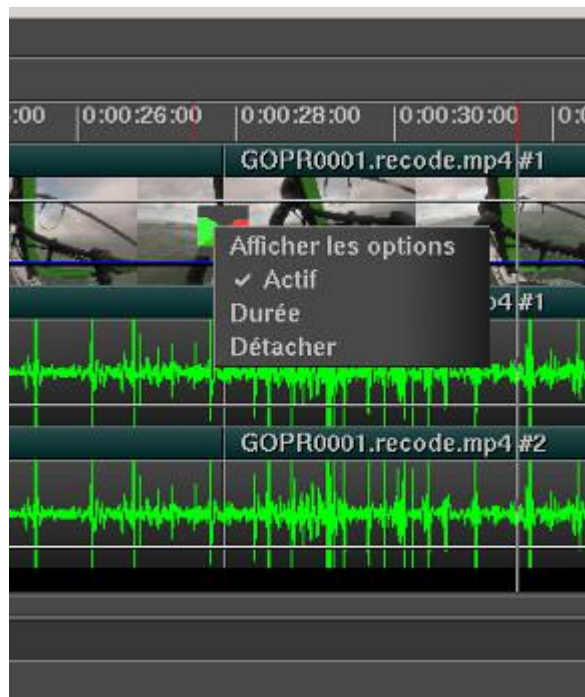 :00 0:00:26:00 0:00:28:00 0:00:30:00
GOPR0001.recode.mp4 #1
Afficher les options
✓ Actif
#1
Durée
Détacher
GOPR0001.recode.mp4 #2